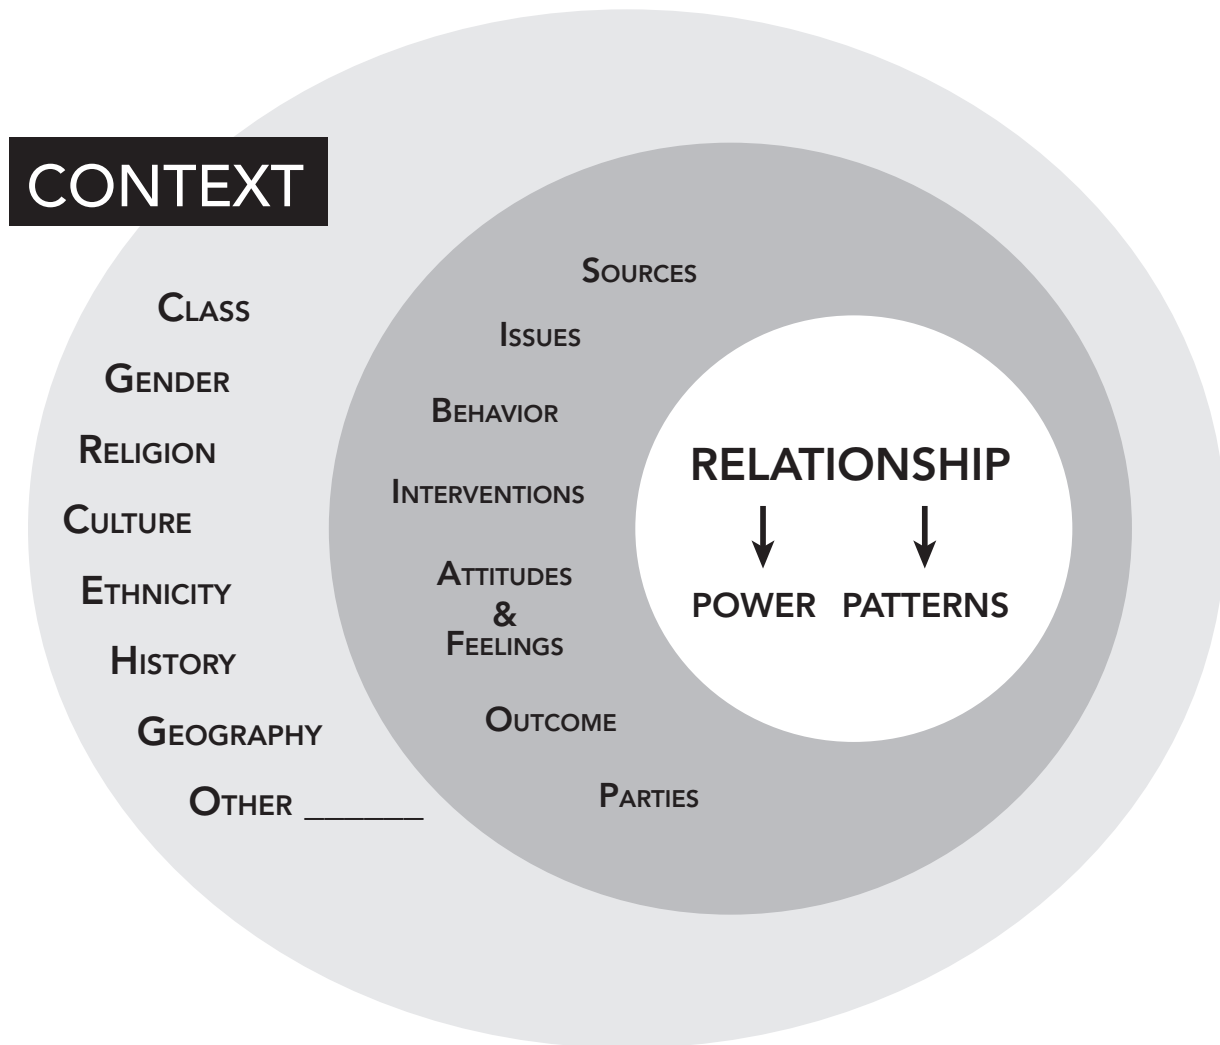 CONTEXT
Class
Gender
Religion
Culture
Ethnicity
History
Geography
Other ______
Sources
Issues
Behavior
Interventions
Attitudes
&
Feelings
Outcome
Parties
RELATIONSHIP
POWER PATTERNS